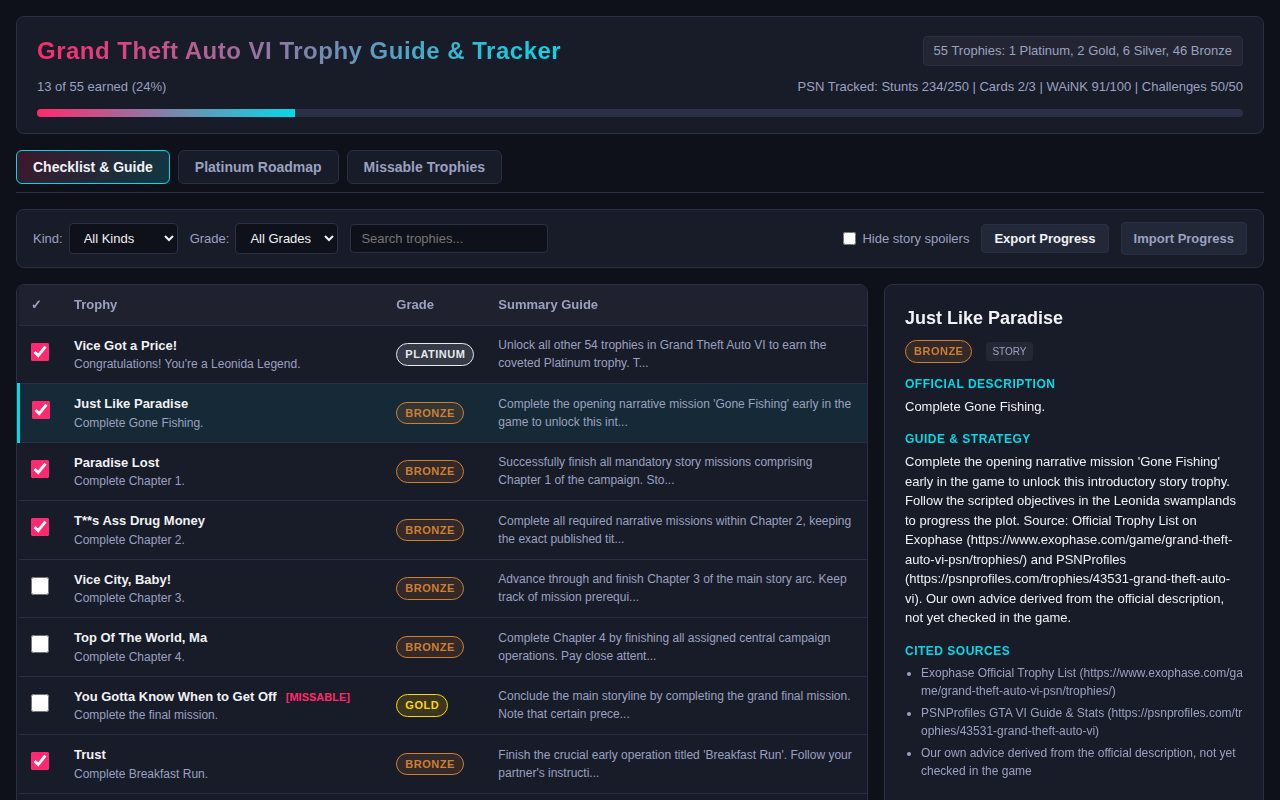 Grand Theft Auto VI Trophy Guide & Tracker
55 Trophies: 1 Platinum, 2 Gold, 6 Silver, 46 Bronze
13 of 55 earned (24%)
PSN Tracked: Stunts 234/250 | Cards 2/3 | WAiNK 91/100 | Challenges 50/50
Checklist & Guide
Platinum Roadmap
Missable Trophies
Kind: All Kinds
Grade: All Grades
Search trophies...
Hide story spoilers
Export Progress
Import Progress
✓ Trophy Grade Summary Guide
Vice Got a Price!
Congratulations! You're a Leonida Legend.
PLATINUM
Unlock all other 54 trophies in Grand Theft Auto VI to earn the
coveted Platinum trophy. T...
Just Like Paradise
Complete Gone Fishing.
BRONZE
Complete the opening narrative mission 'Gone Fishing' early in the
game to unlock this int...
Paradise Lost
Complete Chapter 1.
BRONZE
Successfully finish all mandatory story missions comprising
Chapter 1 of the campaign. Sto...
T**s Ass Drug Money
Complete Chapter 2.
BRONZE
Complete all required narrative missions within Chapter 2, keeping
the exact published tit...
Vice City, Baby!
Complete Chapter 3.
BRONZE
Advance through and finish Chapter 3 of the main story arc. Keep
track of mission prerequi...
Top Of The World, Ma
Complete Chapter 4.
BRONZE
Complete Chapter 4 by finishing all assigned central campaign
operations. Pay close attent...
You Gotta Know When to Get Off [MISSABLE]
Complete the final mission.
GOLD
Conclude the main storyline by completing the grand final mission.
Note that certain prece...
Trust
Complete Breakfast Run.
BRONZE
Finish the crucial early operation titled 'Breakfast Run'. Follow your
partner's instructi...
Just Like Paradise
BRONZE
STORY
OFFICIAL DESCRIPTION
Complete Gone Fishing.
GUIDE & STRATEGY
Complete the opening narrative mission 'Gone Fishing'
early in the game to unlock this introductory story trophy.
Follow the scripted objectives in the Leonida swamplands
to progress the plot. Source: Official Trophy List on
Exophase (https://www.exophase.com/game/grand-theft-
auto-vi-psn/trophies/) and PSNProfiles
(https://psnprofiles.com/trophies/43531-grand-theft-auto-
vi). Our own advice derived from the official description,
not yet checked in the game.
CITED SOURCES
• Exophase Official Trophy List (https://www.exophase.com/ga
me/grand-theft-auto-vi-psn/trophies/)
• PSNProfiles GTA VI Guide & Stats (https://psnprofiles.com/tr
ophies/43531-grand-theft-auto-vi)
• Our own advice derived from the official description, not yet
checked in the game